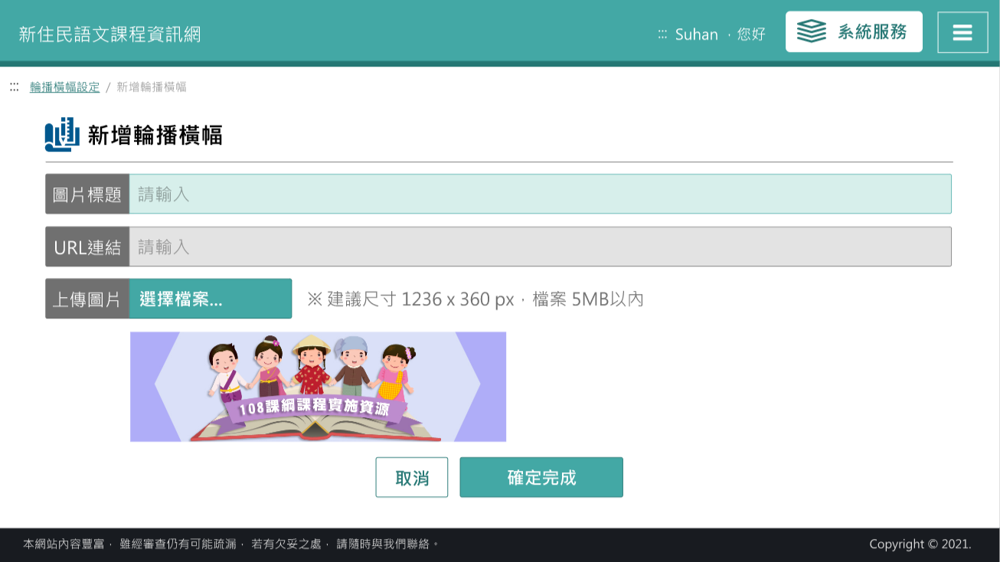 新住民語文課程資訊網
::: Suhan ，您好
系統服務
::: 輪播橫幅設定 / 新增輪播橫幅
新增輪播橫幅
圖片標題 請輸入
URL連結 請輸入
上傳圖片 選擇檔案... ※ 建議尺寸 1236 x 360 px，檔案 5MB以內
108課綱課程實施資源
取消 確定完成
本網站內容豐富， 雖經審查仍有可能疏漏， 若有欠妥之處， 請隨時與我們聯絡。
Copyright © 2021.